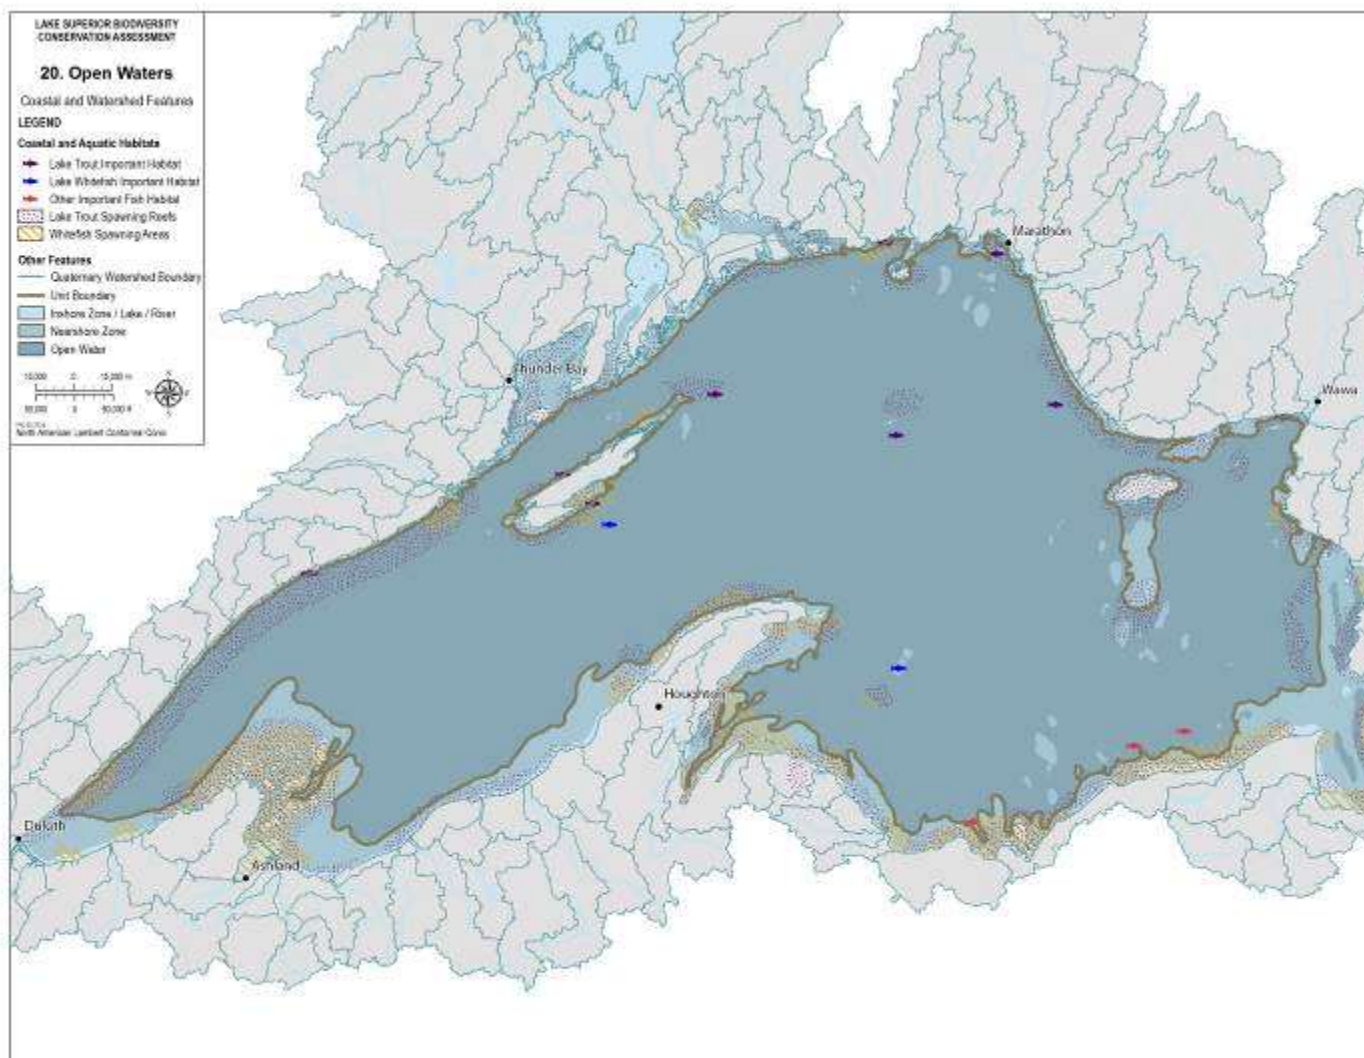 LAKE SUPERIOR BIODIVERSITY
CONSERVATION ASSESSMENT
20. Open Waters
Coastal and Watershed Features
LEGEND
Coastal and Aquatic Habitats
Lake Trout Important Habitat
Lake Whitefish Important Habitat
Other Important Fish Habitat
Lake Trout Spawning Reefs
Whitefish Spawning Areas
Other Features
Quaternary Watershed Boundary
Unit Boundary
Inshore Zone / Lake / River
Nearshore Zone
Open Water
0
0
North American Lambert Conformal Conic
Marathon
Thunder Bay
Wawa
Houghton
Duluth
Ashland